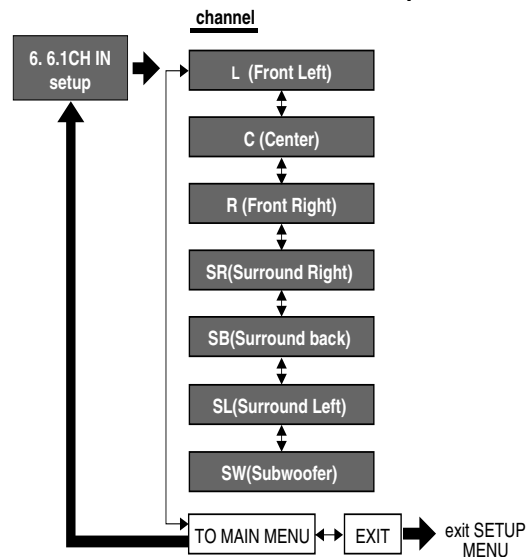 channel
6. 6.1CH IN
setup
L (Front Left)
C (Center)
R (Front Right)
SR(Surround Right)
SB(Surround back)
SL(Surround Left)
SW(Subwoofer)
TO MAIN MENU
EXIT
exit SETUP
MENU